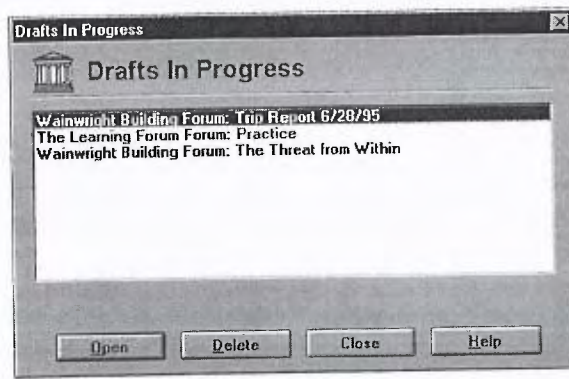 Drafts In Progress
Drafts In Progress
Wainwright Building Forum: Trip Report 6/28/95
The Learning Forum Forum: Practice
Wainwright Building Forum: The Threat from Within
Open Delete Close Help